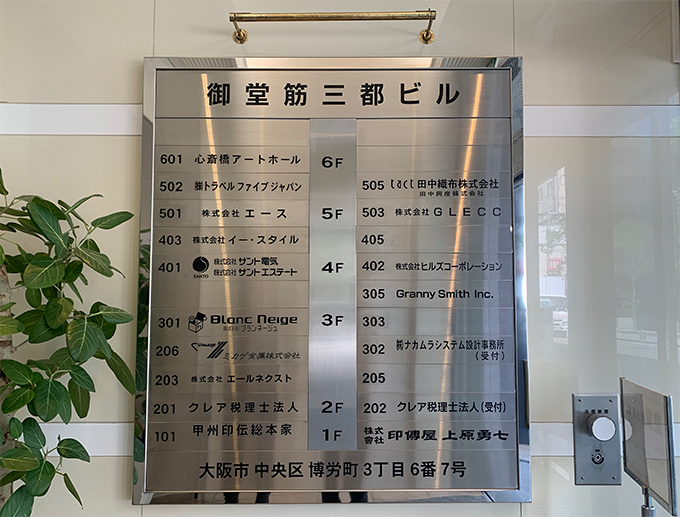 御堂筋三都ビル
601 心斎橋アートホール 6F
502 ㈱トラベルファイブジャパン 505 tact 田中織布株式会社
田中興産株式会社
501 株式会社 エース 5F 503 株式会社 GLECC
403 株式会社 イー・スタイル 405
401 SANTO 株式会社 サント電気 4F 402 株式会社 ヒルズコーポレーション
株式会社 サントエステート
305 Granny Smith Inc.
301 Blanc Neige 3F 303
株式会社 ブランネージュ
206 ミカゲ金属株式会社 302 ㈲ナカムラシステム設計事務所
(受付)
203 株式会社 エールネクスト 205
201 クレア税理士法人 2F 202 クレア税理士法人(受付)
101 甲州印伝総本家 1F 株式会社 印傳屋 上原勇七
大阪市 中央区 博労町 3丁目 6番 7号